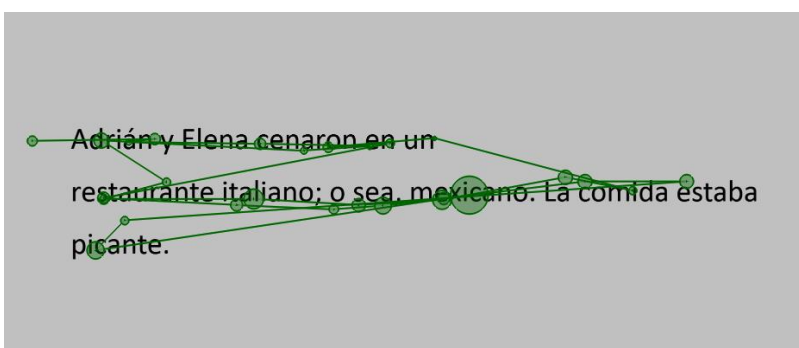 Adrián y Elena cenaron en un
restaurante italiano; o sea, mexicano. La comida estaba
picante.